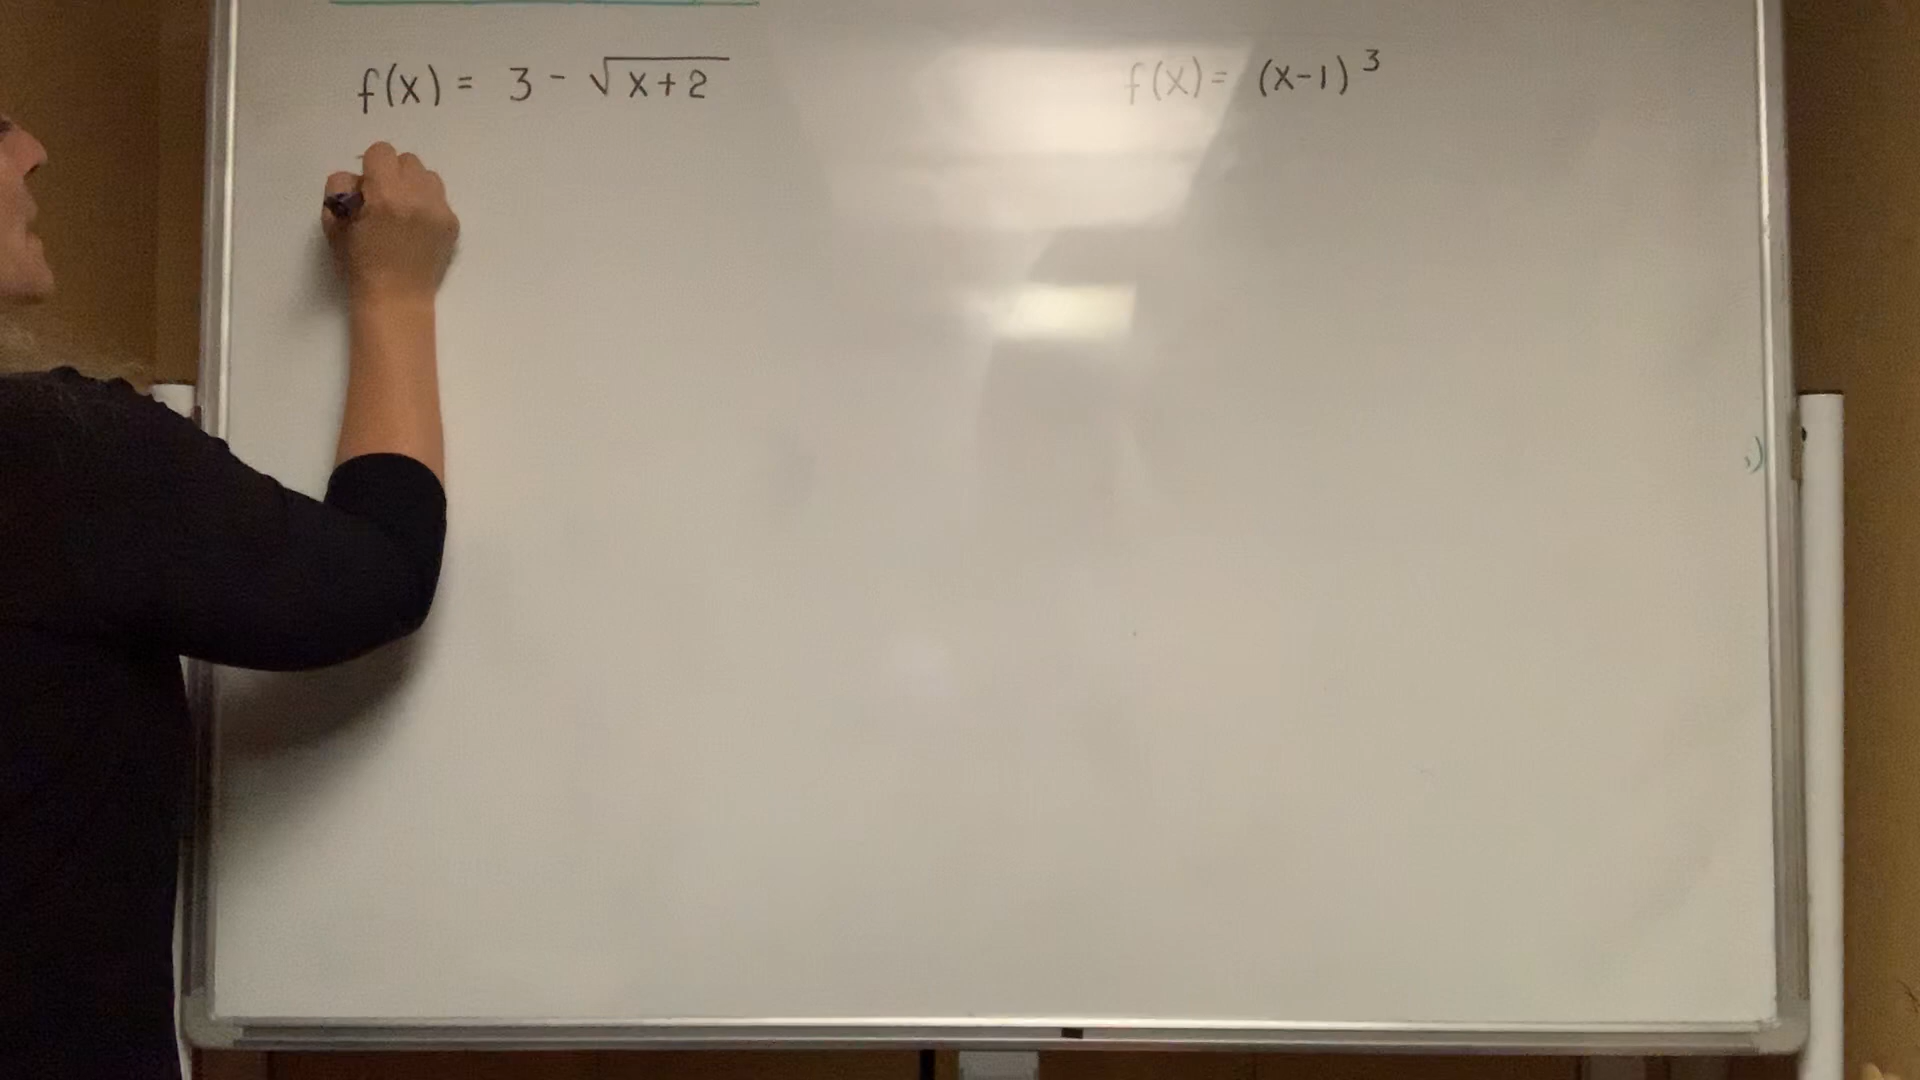 f(x) = 3 - √(x+2)
f(x) = (x-1)³